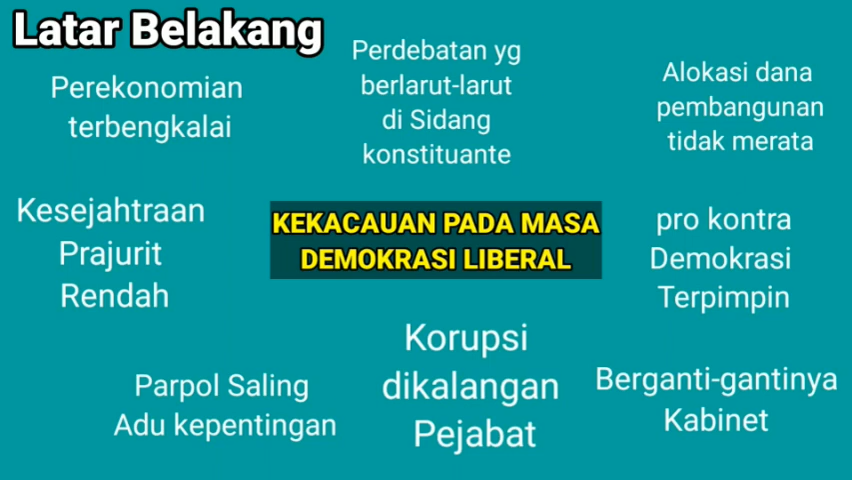 Latar Belakang
Perekonomian
terbengkalai
Perdebatan yg
berlarut-larut
di Sidang
konstituante
Alokasi dana
pembangunan
tidak merata
Kesejahtraan
Prajurit
Rendah
KEKACAUAN PADA MASA
DEMOKRASI LIBERAL
pro kontra
Demokrasi
Terpimpin
Parpol Saling
Adu kepentingan
Korupsi
dikalangan
Pejabat
Berganti-gantinya
Kabinet